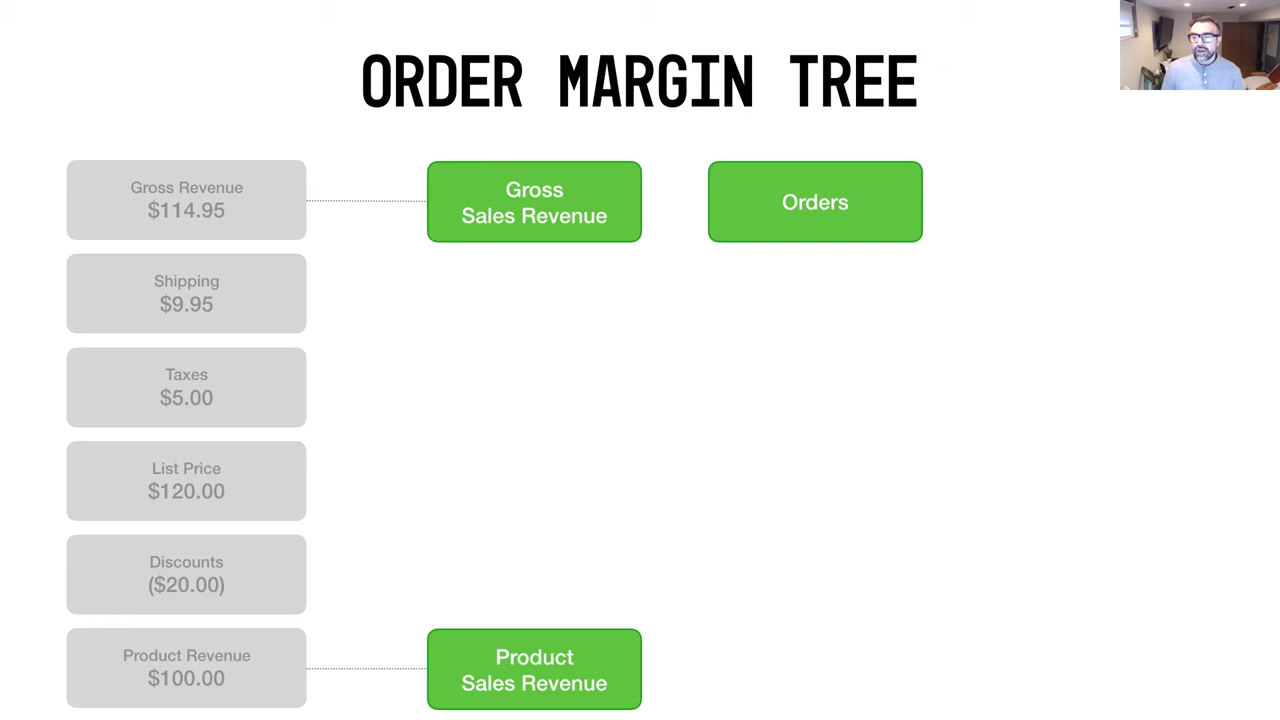 ORDER MARGIN TREE
Gross Revenue
$114.95
Gross
Sales Revenue
Orders
Shipping
$9.95
Taxes
$5.00
List Price
$120.00
Discounts
($20.00)
Product Revenue
$100.00
Product
Sales Revenue